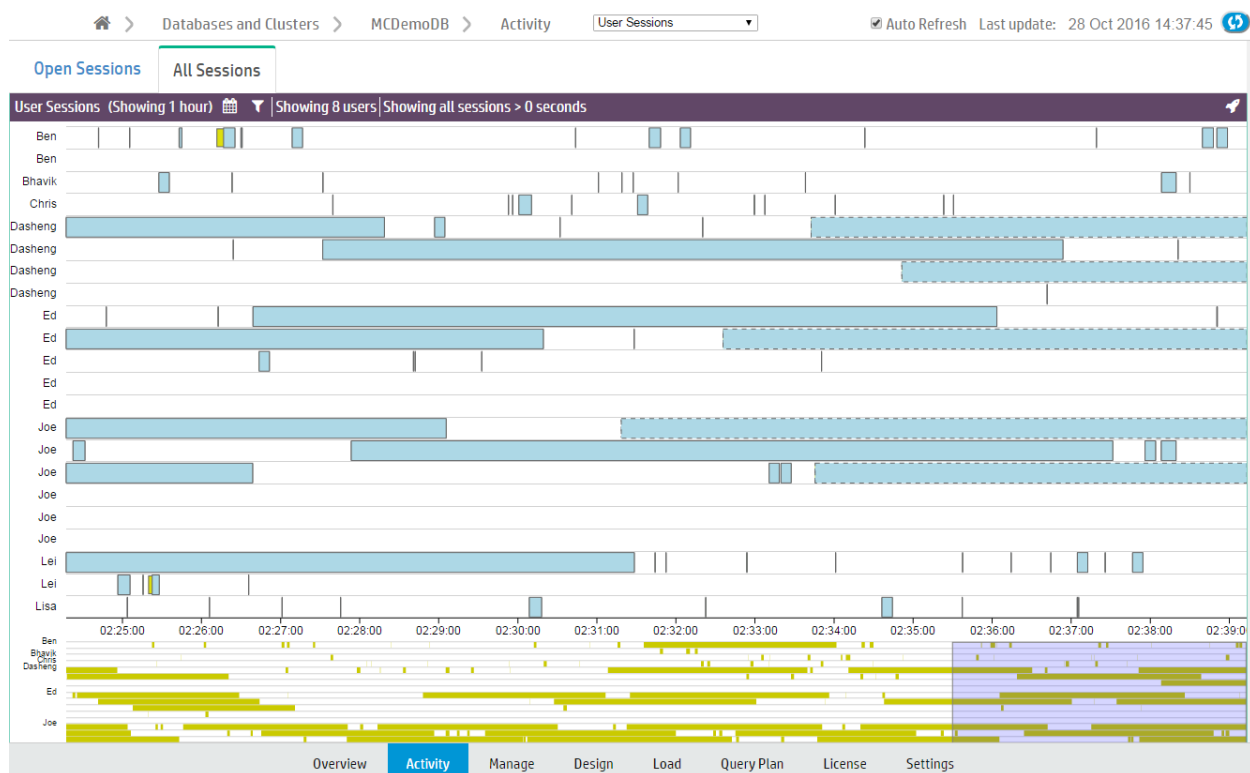 Databases and Clusters MCDemoDB Activity User Sessions Auto Refresh Last update: 28 Oct 2016 14:37:45
Open Sessions All Sessions
User Sessions (Showing 1 hour) Showing 8 users Showing all sessions > 0 seconds
Ben
Ben
Bhavik
Chris
Dasheng
Dasheng
Dasheng
Dasheng
Ed
Ed
Ed
Ed
Ed
Joe
Joe
Joe
Joe
Joe
Joe
Lei
Lei
Lisa
02:25:00 02:26:00 02:27:00 02:28:00 02:29:00 02:30:00 02:31:00 02:32:00 02:33:00 02:34:00 02:35:00 02:36:00 02:37:00 02:38:00 02:39:0
Ben
Bhavik
Chris
Dasheng
Ed
Joe
Overview Activity Manage Design Load Query Plan License Settings